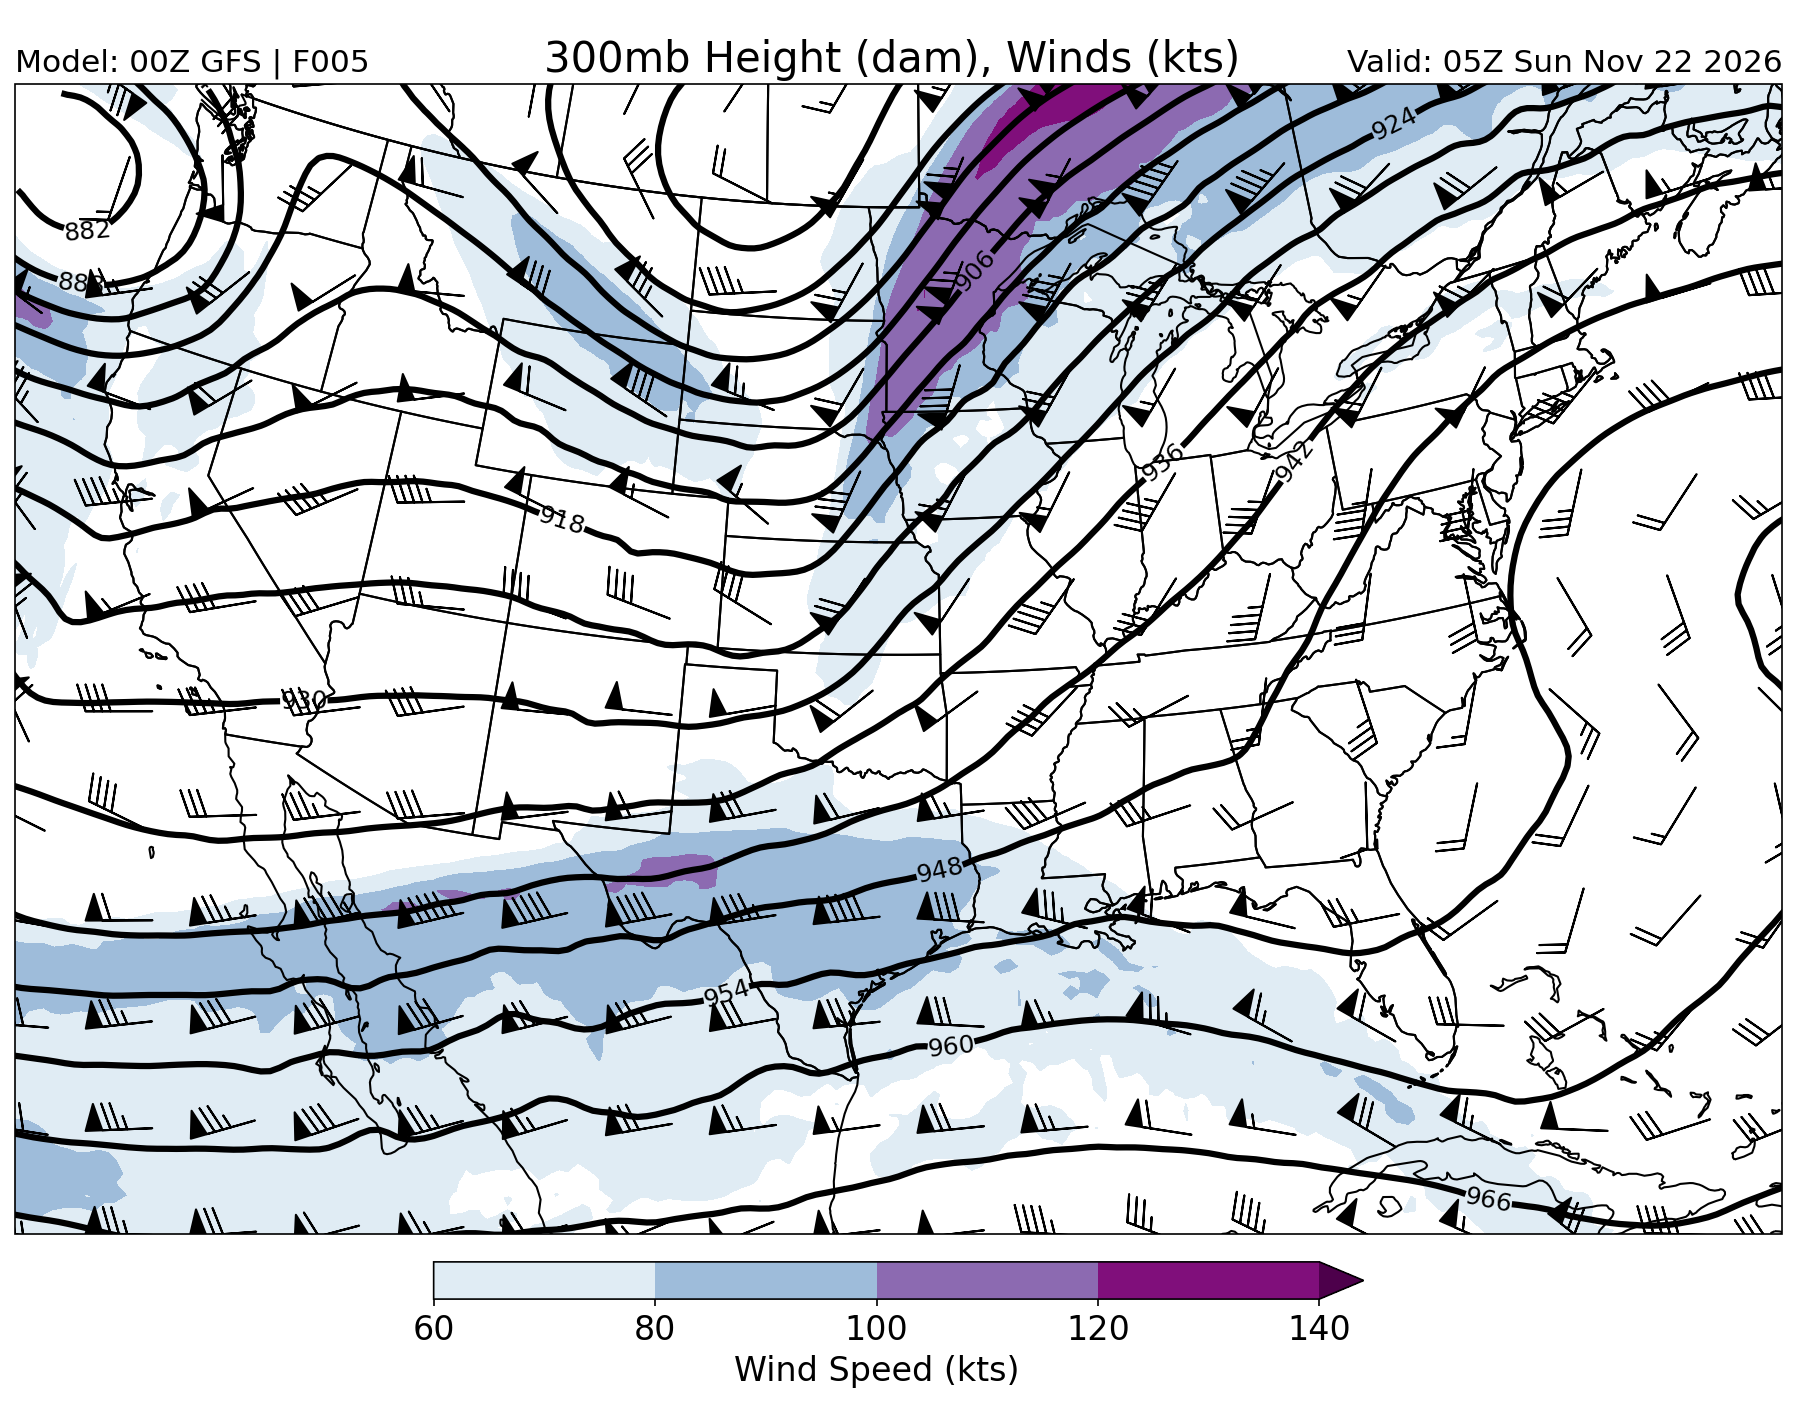 Model: 00Z GFS | F005
300mb Height (dam), Winds (kts)
Valid: 05Z Sun Nov 22 2026
924
882
906
936
942
918
930
948
954
960
966
60 80 100 120 140
Wind Speed (kts)